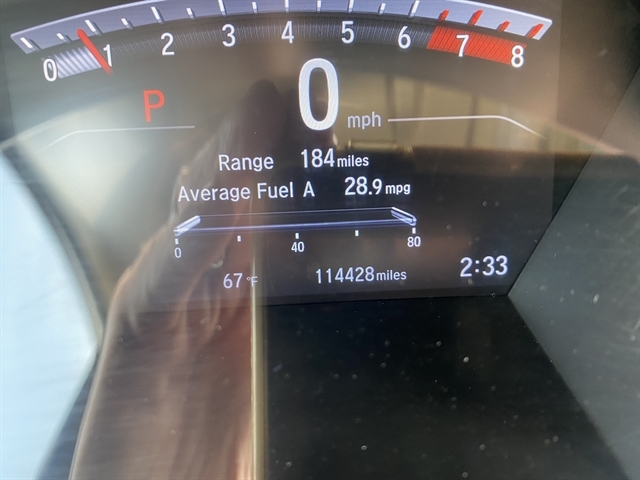 0 1 2 3 4 5 6 7 8
P 0 mph
Range 184 miles
Average Fuel A 28.9 mpg
0 40 80
67 °F 114428 miles 2:33